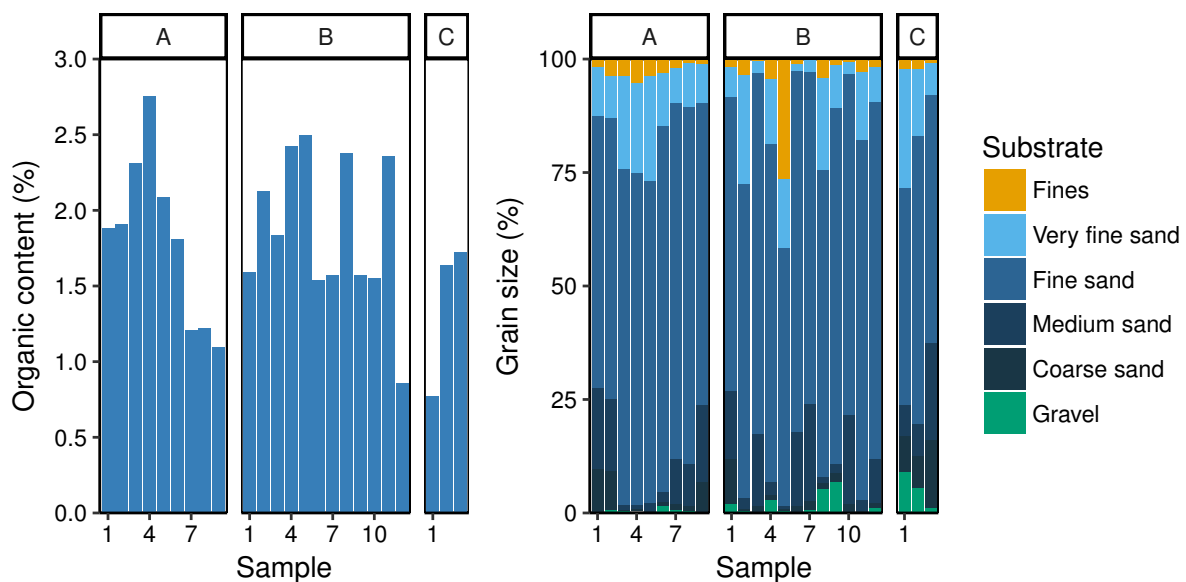 A B C
Organic content (%)
3.0
2.5
2.0
1.5
1.0
0.5
0.0
1 4 7 1 4 7 10 1
Sample
A B C
Grain size (%)
100
75
50
25
0
1 4 7 1 4 7 10 1
Sample
Substrate
Fines
Very fine sand
Fine sand
Medium sand
Coarse sand
Gravel